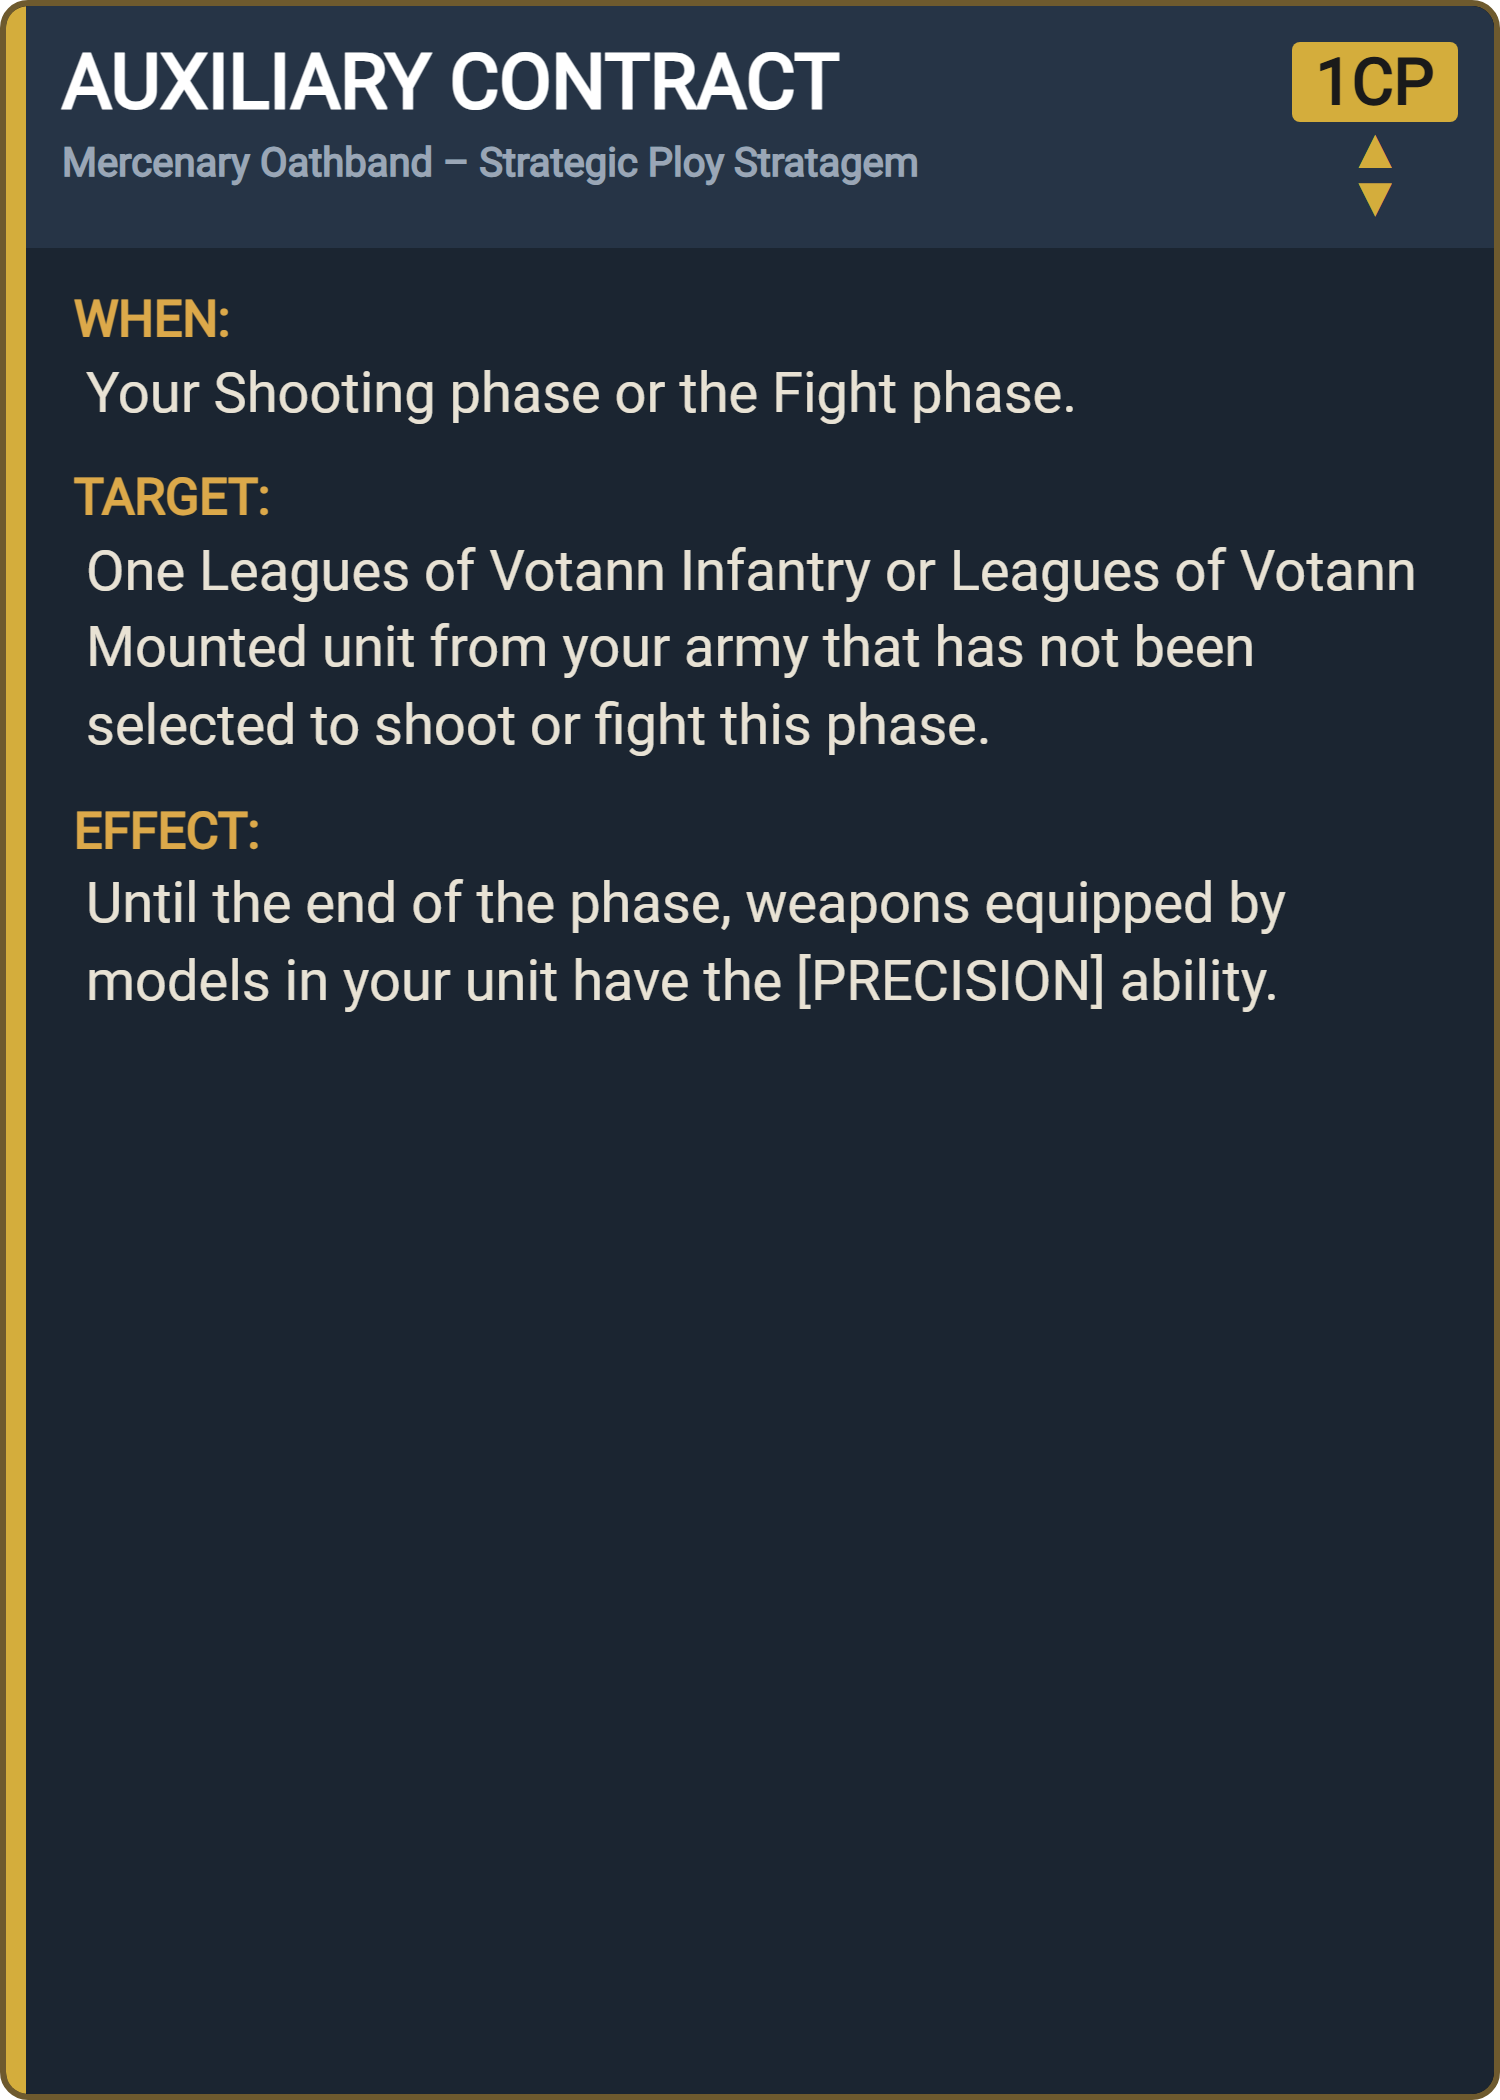 AUXILIARY CONTRACT
1CP
Mercenary Oathband – Strategic Ploy Stratagem
WHEN:
Your Shooting phase or the Fight phase.
TARGET:
One Leagues of Votann Infantry or Leagues of Votann
Mounted unit from your army that has not been
selected to shoot or fight this phase.
EFFECT:
Until the end of the phase, weapons equipped by
models in your unit have the [PRECISION] ability.